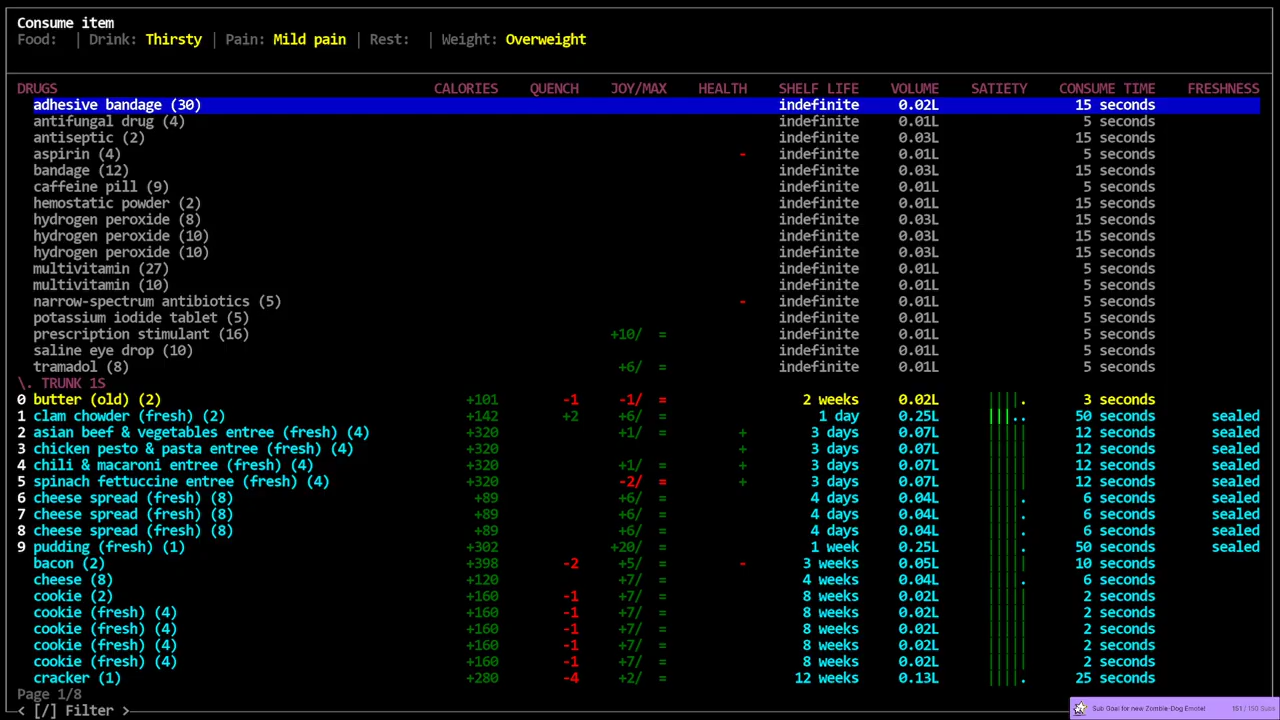 Consume item
Food:  | Drink: Thirsty | Pain: Mild pain | Rest:  | Weight: Overweight
DRUGS CALORIES QUENCH JOY/MAX HEALTH SHELF LIFE VOLUME SATIETY CONSUME TIME FRESHNESS
adhesive bandage (30) indefinite 0.02L 15 seconds
antifungal drug (4) indefinite 0.01L 5 seconds
antiseptic (2) indefinite 0.03L 15 seconds
aspirin (4) - indefinite 0.01L 5 seconds
bandage (12) indefinite 0.03L 15 seconds
caffeine pill (9) indefinite 0.01L 5 seconds
hemostatic powder (2) indefinite 0.01L 15 seconds
hydrogen peroxide (8) indefinite 0.03L 15 seconds
hydrogen peroxide (10) indefinite 0.03L 15 seconds
hydrogen peroxide (10) indefinite 0.03L 15 seconds
multivitamin (27) indefinite 0.01L 5 seconds
multivitamin (10) indefinite 0.01L 5 seconds
narrow-spectrum antibiotics (5) - indefinite 0.01L 5 seconds
potassium iodide tablet (5) indefinite 0.01L 5 seconds
prescription stimulant (16) +10/ = indefinite 0.01L 5 seconds
saline eye drop (10) indefinite 0.01L 5 seconds
tramadol (8) +6/ = indefinite 0.01L 5 seconds
\. TRUNK 1S
0 butter (old) (2) +101 -1 -1/ = 2 weeks 0.02L ||||. 3 seconds
1 clam chowder (fresh) (2) +142 +2 +6/ = 1 day 0.25L |||.. 50 seconds sealed
2 asian beef & vegetables entree (fresh) (4) +320 +1/ = + 3 days 0.07L ||||| 12 seconds sealed
3 chicken pesto & pasta entree (fresh) (4) +320 + 3 days 0.07L ||||| 12 seconds sealed
4 chili & macaroni entree (fresh) (4) +320 +1/ = + 3 days 0.07L ||||| 12 seconds sealed
5 spinach fettuccine entree (fresh) (4) +320 -2/ = + 3 days 0.07L ||||| 12 seconds sealed
6 cheese spread (fresh) (8) +89 +6/ = 4 days 0.04L ||||. 6 seconds sealed
7 cheese spread (fresh) (8) +89 +6/ = 4 days 0.04L ||||. 6 seconds sealed
8 cheese spread (fresh) (8) +89 +6/ = 4 days 0.04L ||||. 6 seconds sealed
9 pudding (fresh) (1) +302 +20/ = 1 week 0.25L ||||. 50 seconds sealed
bacon (2) +398 -2 +5/ = - 3 weeks 0.05L ||||| 10 seconds
cheese (8) +120 +7/ = 4 weeks 0.04L ||||. 6 seconds
cookie (2) +160 -1 +7/ = 8 weeks 0.02L ||||| 2 seconds
cookie (fresh) (4) +160 -1 +7/ = 8 weeks 0.02L ||||| 2 seconds
cookie (fresh) (4) +160 -1 +7/ = 8 weeks 0.02L ||||| 2 seconds
cookie (fresh) (4) +160 -1 +7/ = 8 weeks 0.02L ||||| 2 seconds
cookie (fresh) (4) +160 -1 +7/ = 8 weeks 0.02L ||||| 2 seconds
cracker (1) +280 -4 +2/ = 12 weeks 0.13L ||||. 25 seconds
Page 1/8
< [/] Filter >
Sub Goal for new Zombie-Dog Emote! 151 / 150 Subs